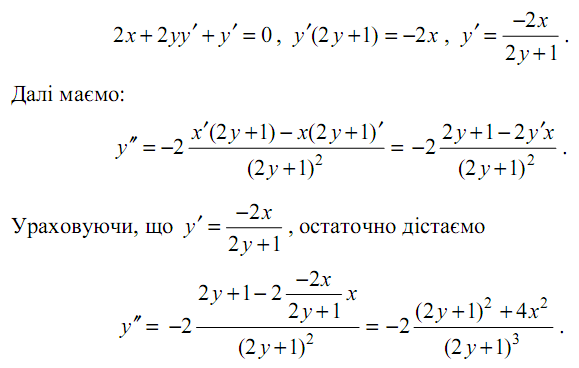 2x + 2yy′ + y′ = 0 , y′(2y +1) = −2x , y′ = \frac{−2x}{2y +1} .
Далі маємо:
y″ = −2 \frac{x′(2y +1) − x(2y +1)′}{(2y +1)^2} = −2 \frac{2y +1− 2y′x}{(2y +1)^2} .
Ураховуючи, що y′ = \frac{−2x}{2y +1} , остаточно дістаємо
y″ = −2 \frac{2y +1− 2\frac{−2x}{2y +1}x}{(2y +1)^2} = −2 \frac{(2y +1)^2 + 4x^2}{(2y +1)^3} .